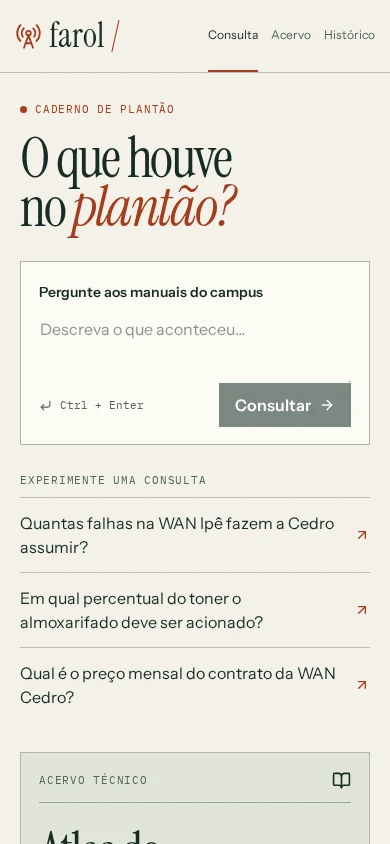 farol /
Consulta Acervo Histórico
CADERNO DE PLANTÃO
O que houve
no plantão?
Pergunte aos manuais do campus
Descreva o que aconteceu...
Ctrl + Enter
Consultar
EXPERIMENTE UMA CONSULTA
Quantas falhas na WAN Ipê fazem a Cedro
assumir?
Em qual percentual do toner o
almoxarifado deve ser acionado?
Qual é o preço mensal do contrato da WAN
Cedro?
ACERVO TÉCNICO
Atlas do